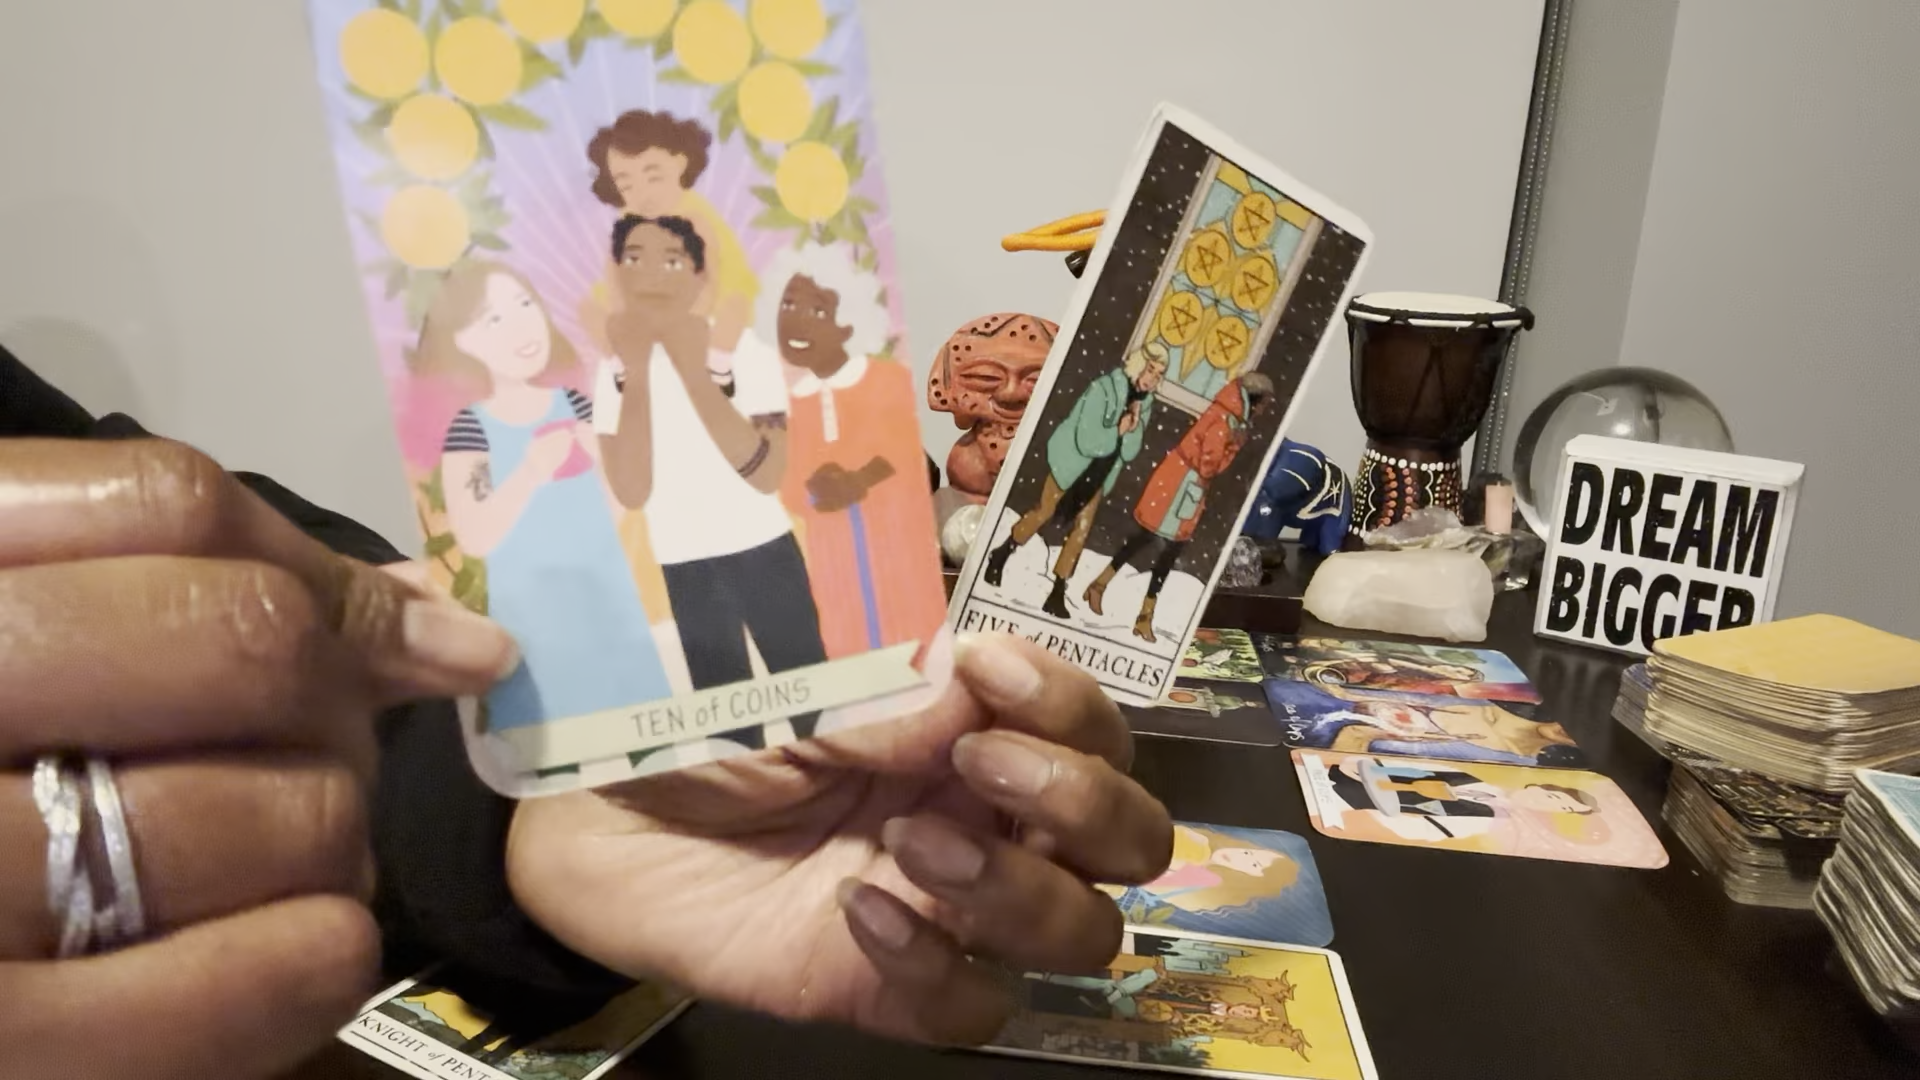 TEN of COINS
FIVE of PENTACLES
DREAM
BIGGER
KNIGHT of PENT